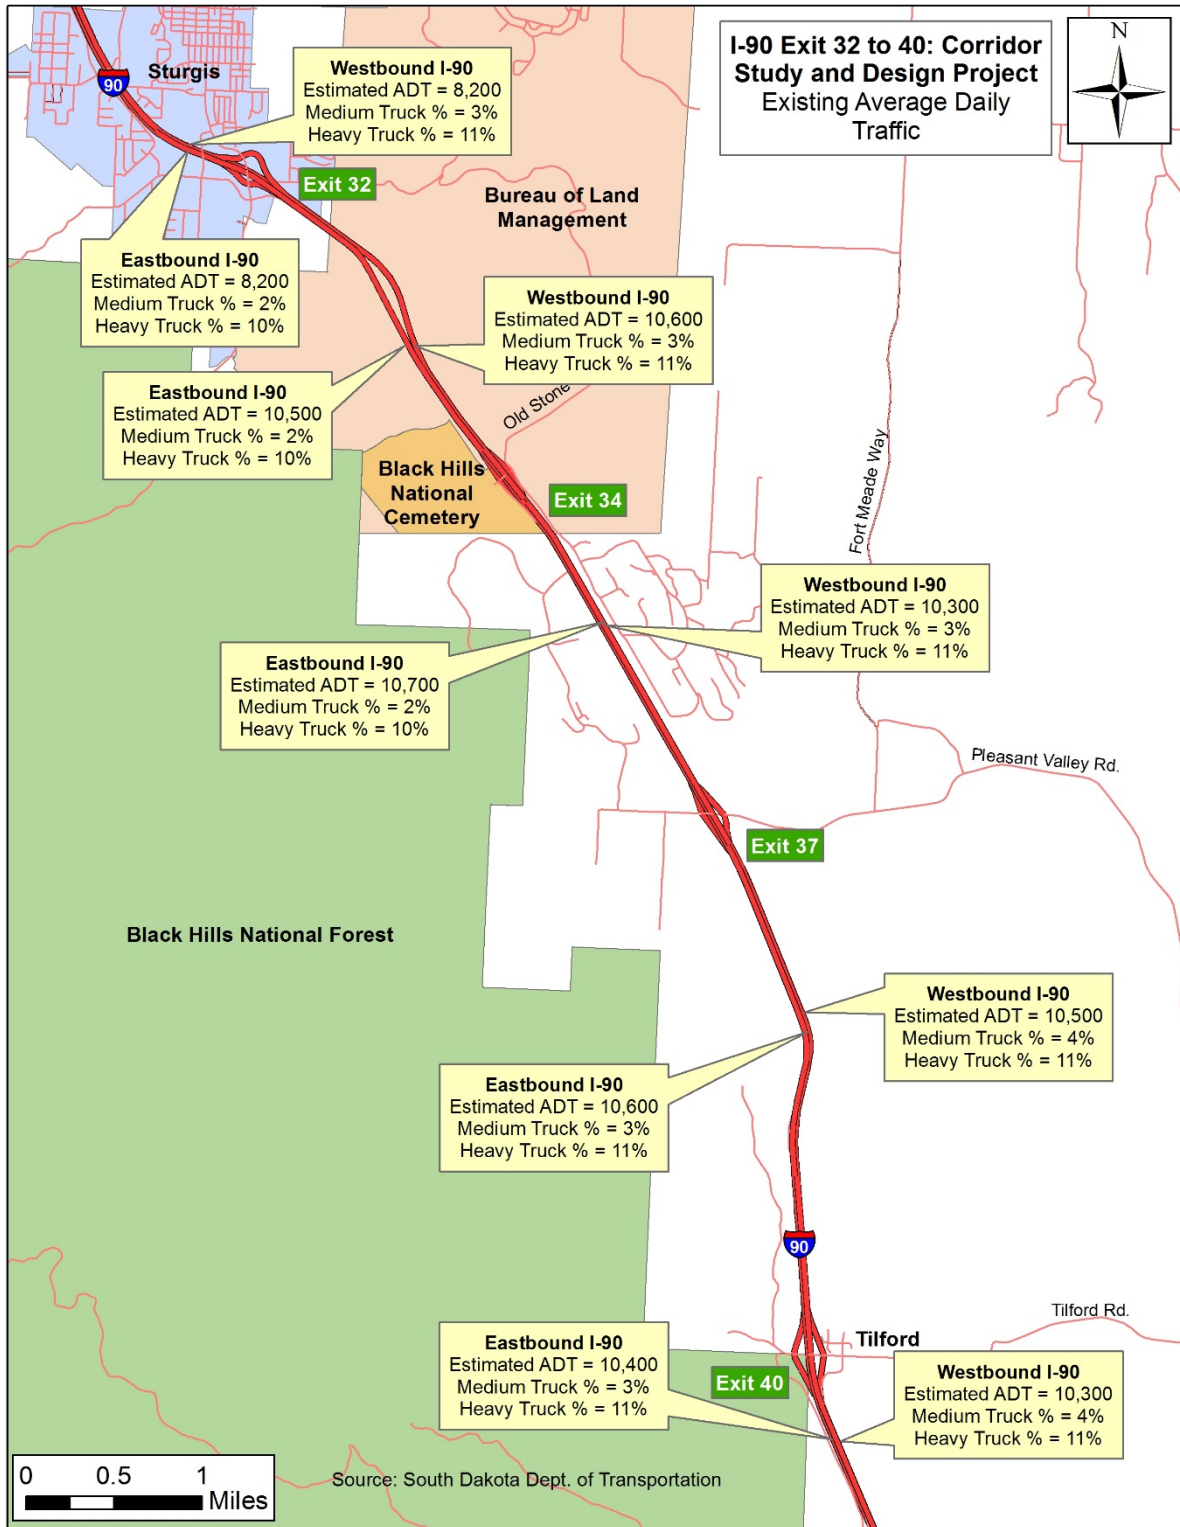 I-90 Exit 32 to 40: Corridor
Study and Design Project
Existing Average Daily
Traffic
N
Sturgis
90
Westbound I-90
Estimated ADT = 8,200
Medium Truck % = 3%
Heavy Truck % = 11%
Exit 32
Bureau of Land
Management
Eastbound I-90
Estimated ADT = 8,200
Medium Truck % = 2%
Heavy Truck % = 10%
Westbound I-90
Estimated ADT = 10,600
Medium Truck % = 3%
Heavy Truck % = 11%
Eastbound I-90
Estimated ADT = 10,500
Medium Truck % = 2%
Heavy Truck % = 10%
Old Stone
Black Hills
National
Cemetery
Exit 34
Fort Meade Way
Westbound I-90
Estimated ADT = 10,300
Medium Truck % = 3%
Heavy Truck % = 11%
Eastbound I-90
Estimated ADT = 10,700
Medium Truck % = 2%
Heavy Truck % = 10%
Pleasant Valley Rd.
Exit 37
Black Hills National Forest
Westbound I-90
Estimated ADT = 10,500
Medium Truck % = 4%
Heavy Truck % = 11%
Eastbound I-90
Estimated ADT = 10,600
Medium Truck % = 3%
Heavy Truck % = 11%
90
Tilford Rd.
Tilford
Eastbound I-90
Estimated ADT = 10,400
Medium Truck % = 3%
Heavy Truck % = 11%
Exit 40
Westbound I-90
Estimated ADT = 10,300
Medium Truck % = 4%
Heavy Truck % = 11%
0 0.5 1
Miles
Source: South Dakota Dept. of Transportation